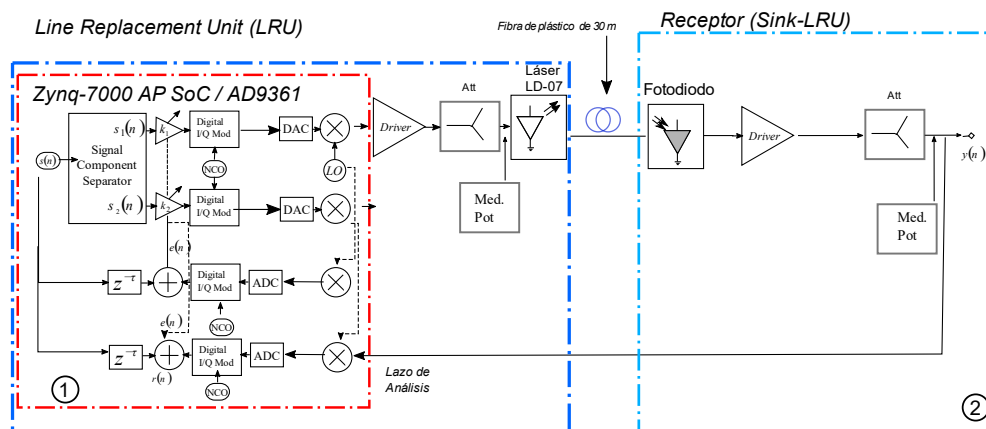 Line Replacement Unit (LRU)
Fibra de plástico de 30 m
Receptor (Sink-LRU)
Zynq-7000 AP SoC / AD9361
Att
Láser
LD-07
s(n)
Signal
Component
Separator
s₁(n)
s₂(n)
k₁
k₂
Digital
I/Q Mod
NCO
DAC
LO
Digital
I/Q Mod
DAC
Driver
Med.
Pot
Fotodiodo
Driver
Att
y(n)
Med.
Pot
e(n)
z⁻τ
+
Digital
I/Q Mod
ADC
NCO
e(n)
z⁻τ
+
r(n)
Digital
I/Q Mod
ADC
NCO
Lazo de
Análisis
1
2